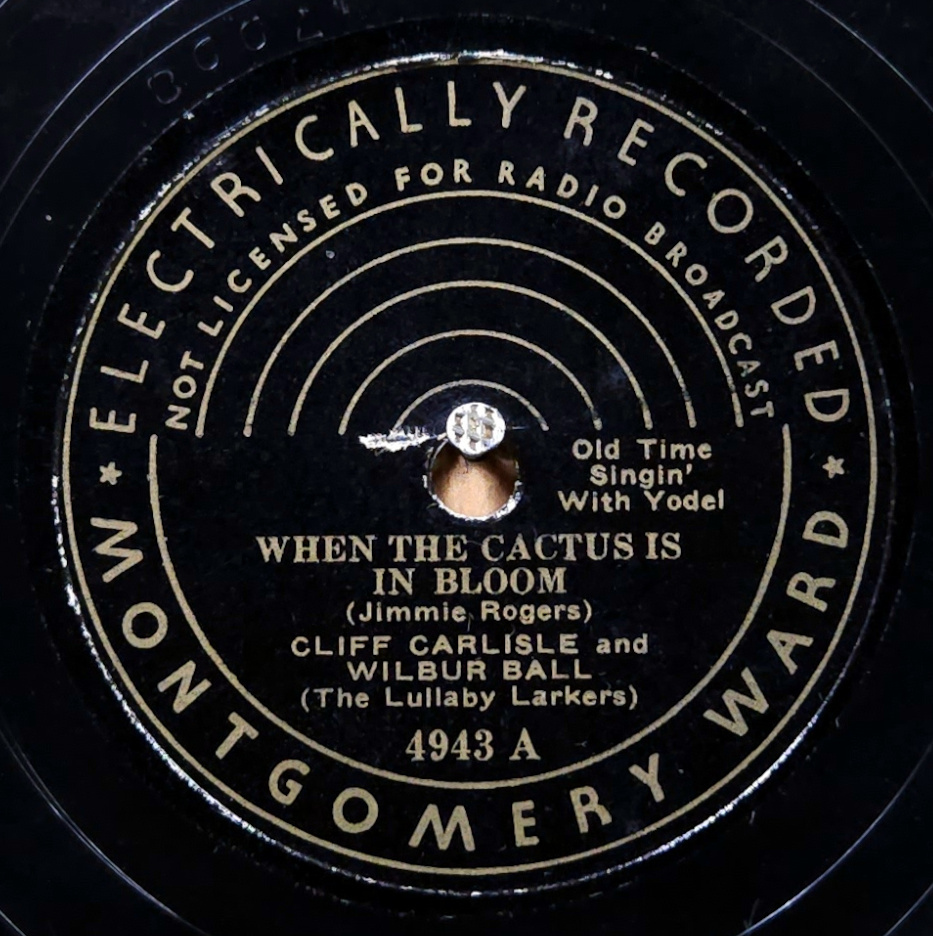 ELECTRICALLY RECORDED
NOT LICENSED FOR RADIO BROADCAST
Old Time
Singin'
With Yodel
WHEN THE CACTUS IS
IN BLOOM
(Jimmie Rogers)
CLIFF CARLISLE and
WILBUR BALL
(The Lullaby Larkers)
4943 A
★ MONTGOMERY WARD ★